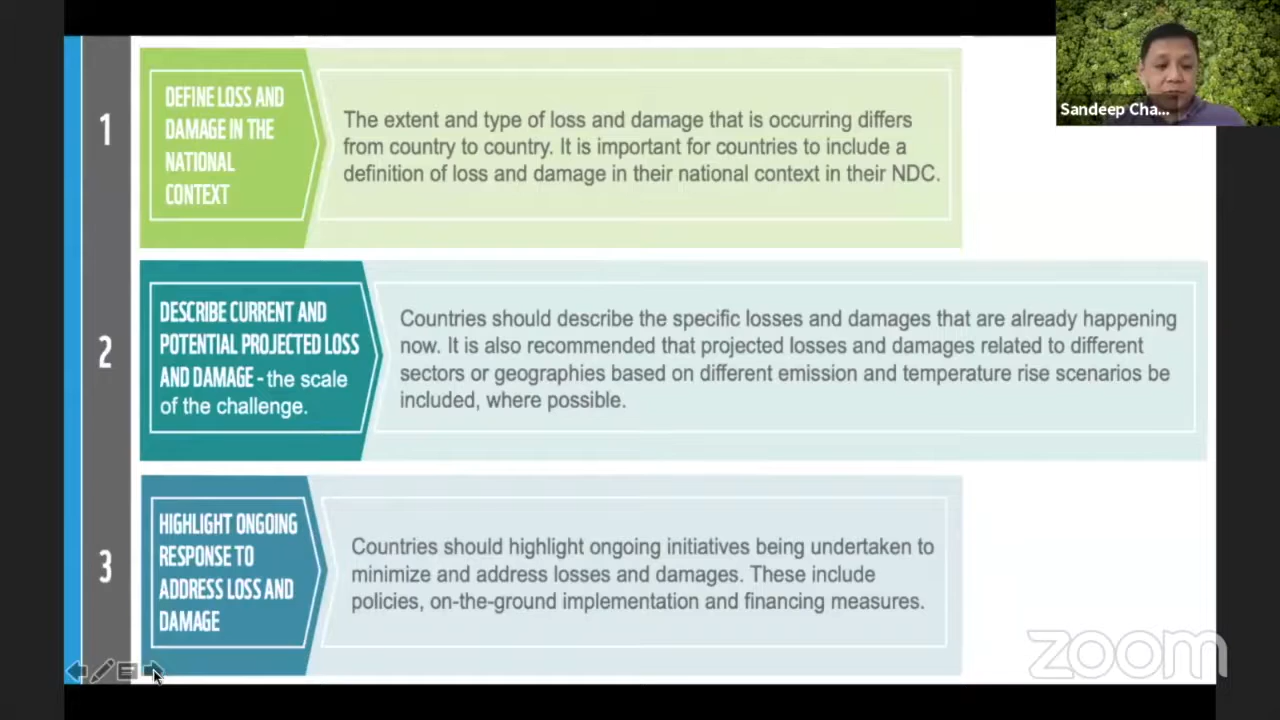 1
DEFINE LOSS AND
DAMAGE IN THE
NATIONAL
CONTEXT
The extent and type of loss and damage that is occurring differs
from country to country. It is important for countries to include a
definition of loss and damage in their national context in their NDC.
Sandeep Cha...
2
DESCRIBE CURRENT AND
POTENTIAL PROJECTED LOSS
AND DAMAGE - the scale
of the challenge.
Countries should describe the specific losses and damages that are already happening
now. It is also recommended that projected losses and damages related to different
sectors or geographies based on different emission and temperature rise scenarios be
included, where possible.
3
HIGHLIGHT ONGOING
RESPONSE TO
ADDRESS LOSS AND
DAMAGE
Countries should highlight ongoing initiatives being undertaken to
minimize and address losses and damages. These include
policies, on-the-ground implementation and financing measures.
zoom